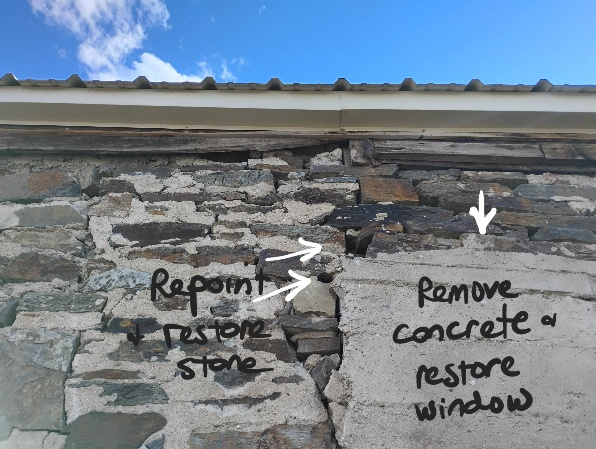 Repoint
& restore
stone
Remove
concrete &
restore
window